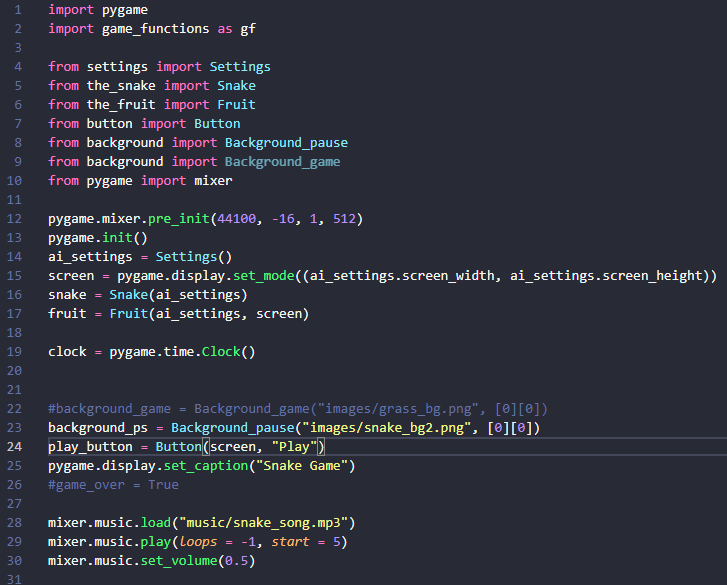 1 import pygame
2 import game_functions as gf
3
4 from settings import Settings
5 from the_snake import Snake
6 from the_fruit import Fruit
7 from button import Button
8 from background import Background_pause
9 from background import Background_game
10 from pygame import mixer
11
12 pygame.mixer.pre_init(44100, -16, 1, 512)
13 pygame.init()
14 ai_settings = Settings()
15 screen = pygame.display.set_mode((ai_settings.screen_width, ai_settings.screen_height))
16 snake = Snake(ai_settings)
17 fruit = Fruit(ai_settings, screen)
18
19 clock = pygame.time.Clock()
20
21
22 #background_game = Background_game("images/grass_bg.png", [0][0])
23 background_ps = Background_pause("images/snake_bg2.png", [0][0])
24 play_button = Button(screen, "Play")
25 pygame.display.set_caption("Snake Game")
26 #game_over = True
27
28 mixer.music.load("music/snake_song.mp3")
29 mixer.music.play(loops = -1, start = 5)
30 mixer.music.set_volume(0.5)
31